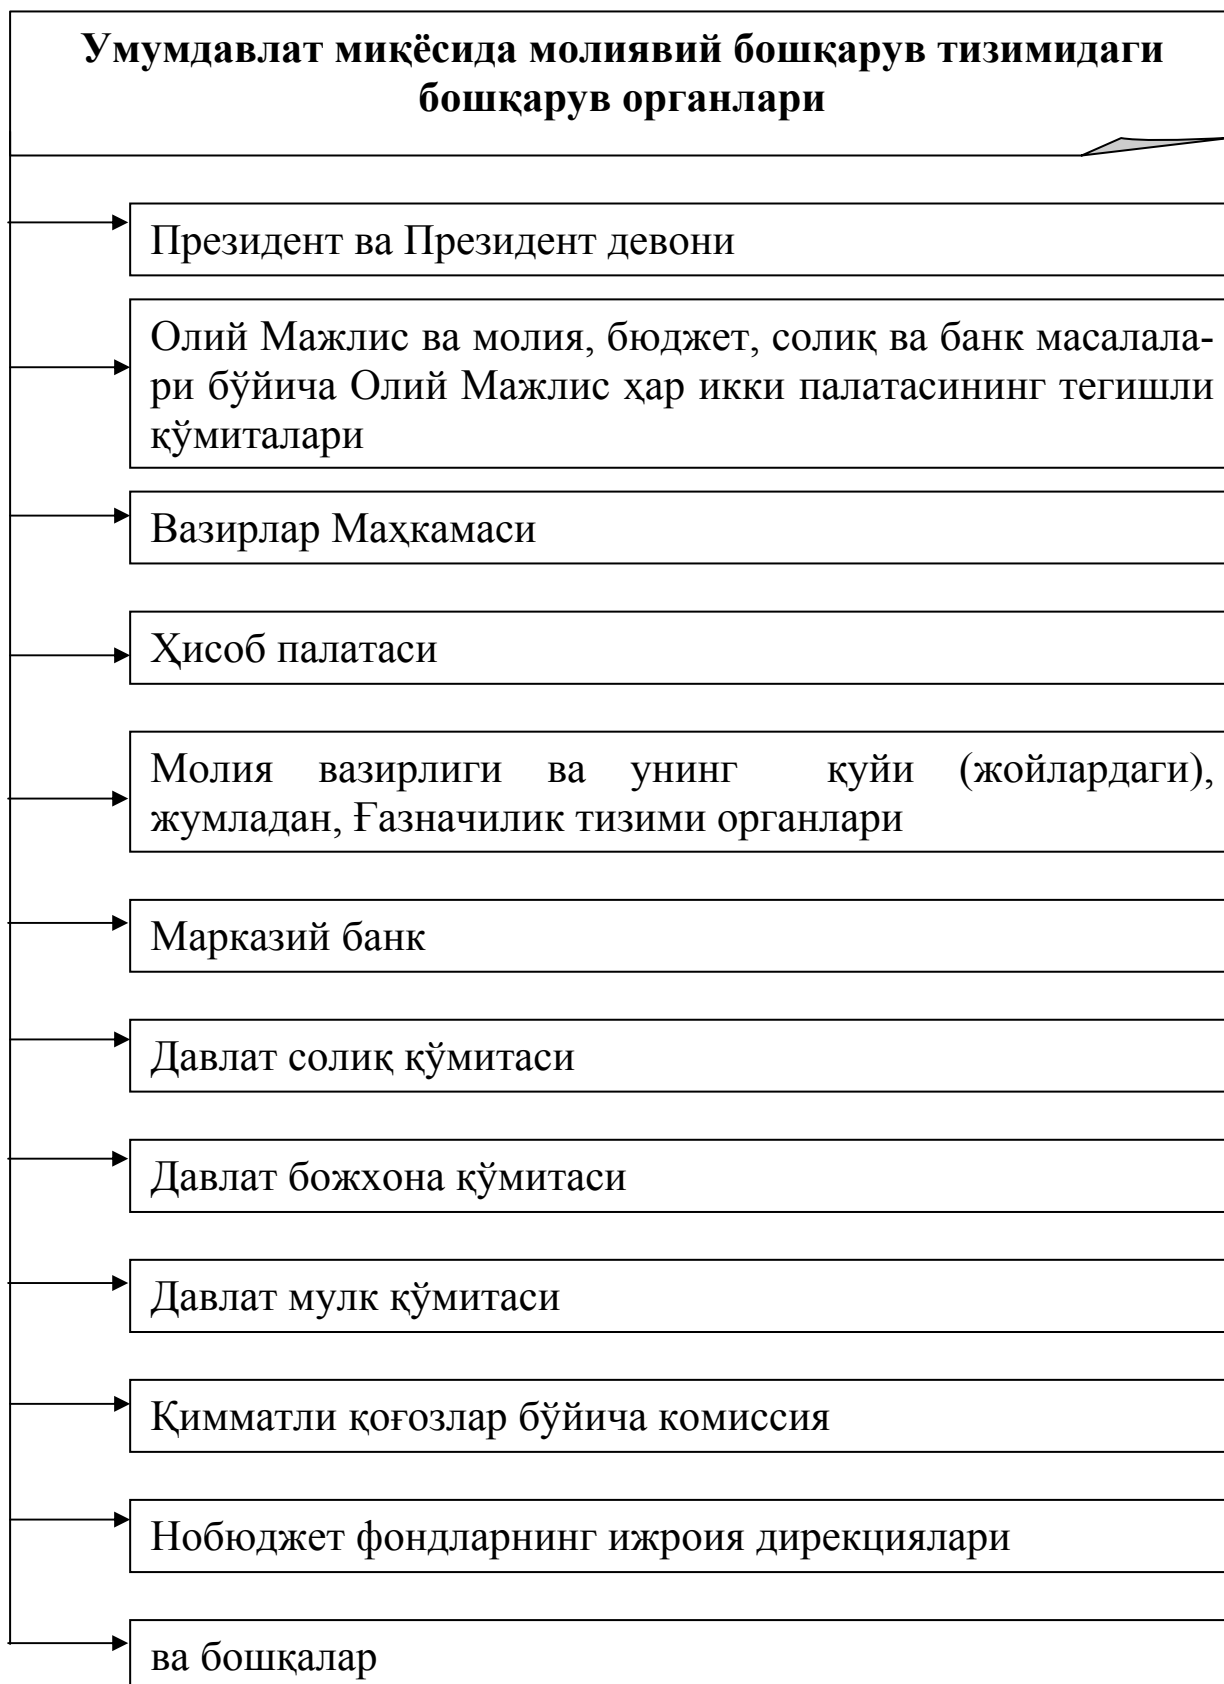 Умумдавлат миқёсида молиявий бошқарув тизимидаги
бошқарув органлари
Президент ва Президент девони
Олий Мажлис ва молия, бюджет, солиқ ва банк масалала-
ри бўйича Олий Мажлис ҳар икки палатасининг тегишли
қўмиталари
Вазирлар Маҳкамаси
Ҳисоб палатаси
Молия вазирлиги ва унинг қуйи (жойлардаги),
жумладан, Ғазначилик тизими органлари
Марказий банк
Давлат солиқ қўмитаси
Давлат божхона қўмитаси
Давлат мулк қўмитаси
Қимматли қоғозлар бўйича комиссия
Нобюджет фондларнинг ижроия дирекциялари
ва бошқалар